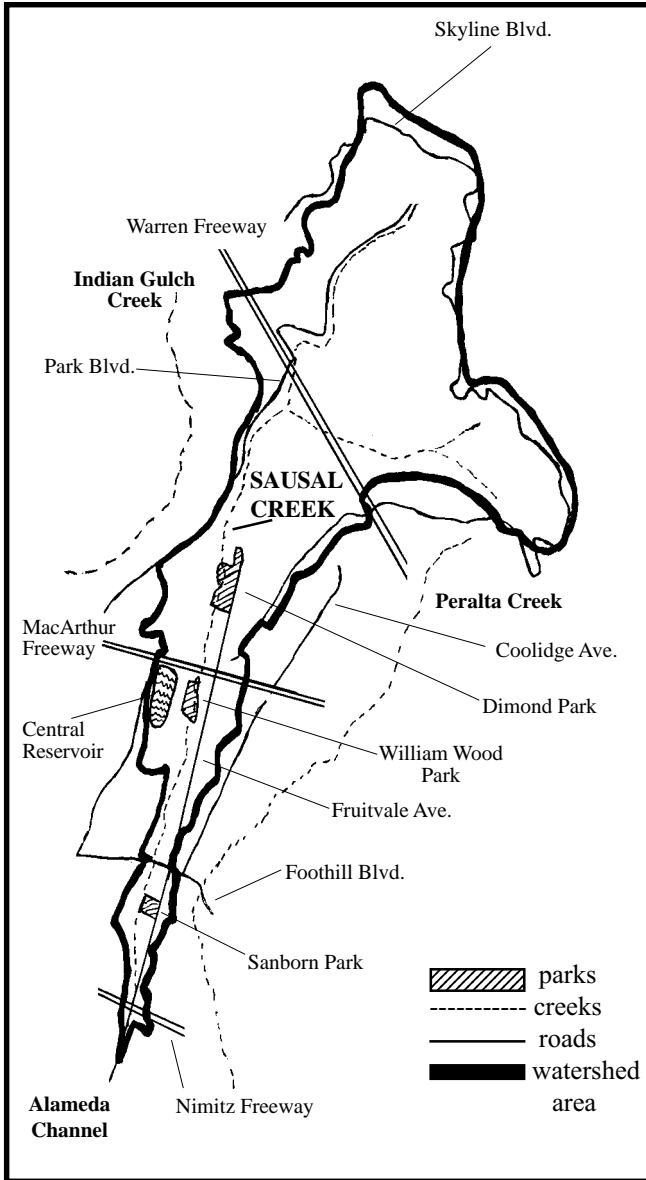 Skyline Blvd.
Warren Freeway
Indian Gulch
Creek
Park Blvd.
SAUSAL
CREEK
Peralta Creek
MacArthur
Freeway
Coolidge Ave.
Dimond Park
Central
Reservoir
William Wood
Park
Fruitvale Ave.
Foothill Blvd.
Sanborn Park
parks
creeks
roads
watershed
area
Nimitz Freeway
Alameda
Channel